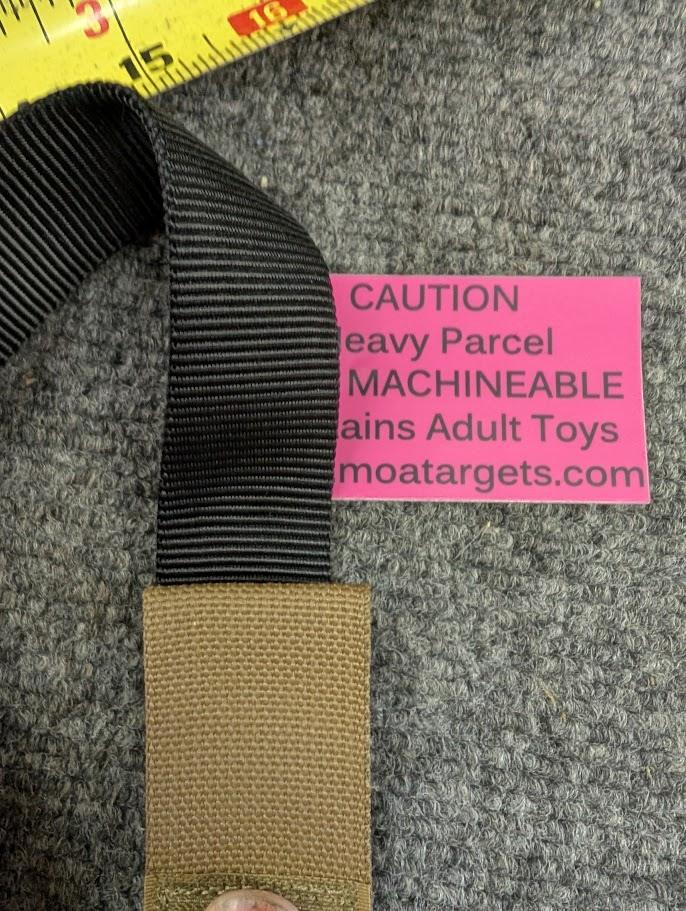 3
15
16
CAUTION
eavy Parcel
MACHINEABLE
ains Adult Toys
moatargets.com